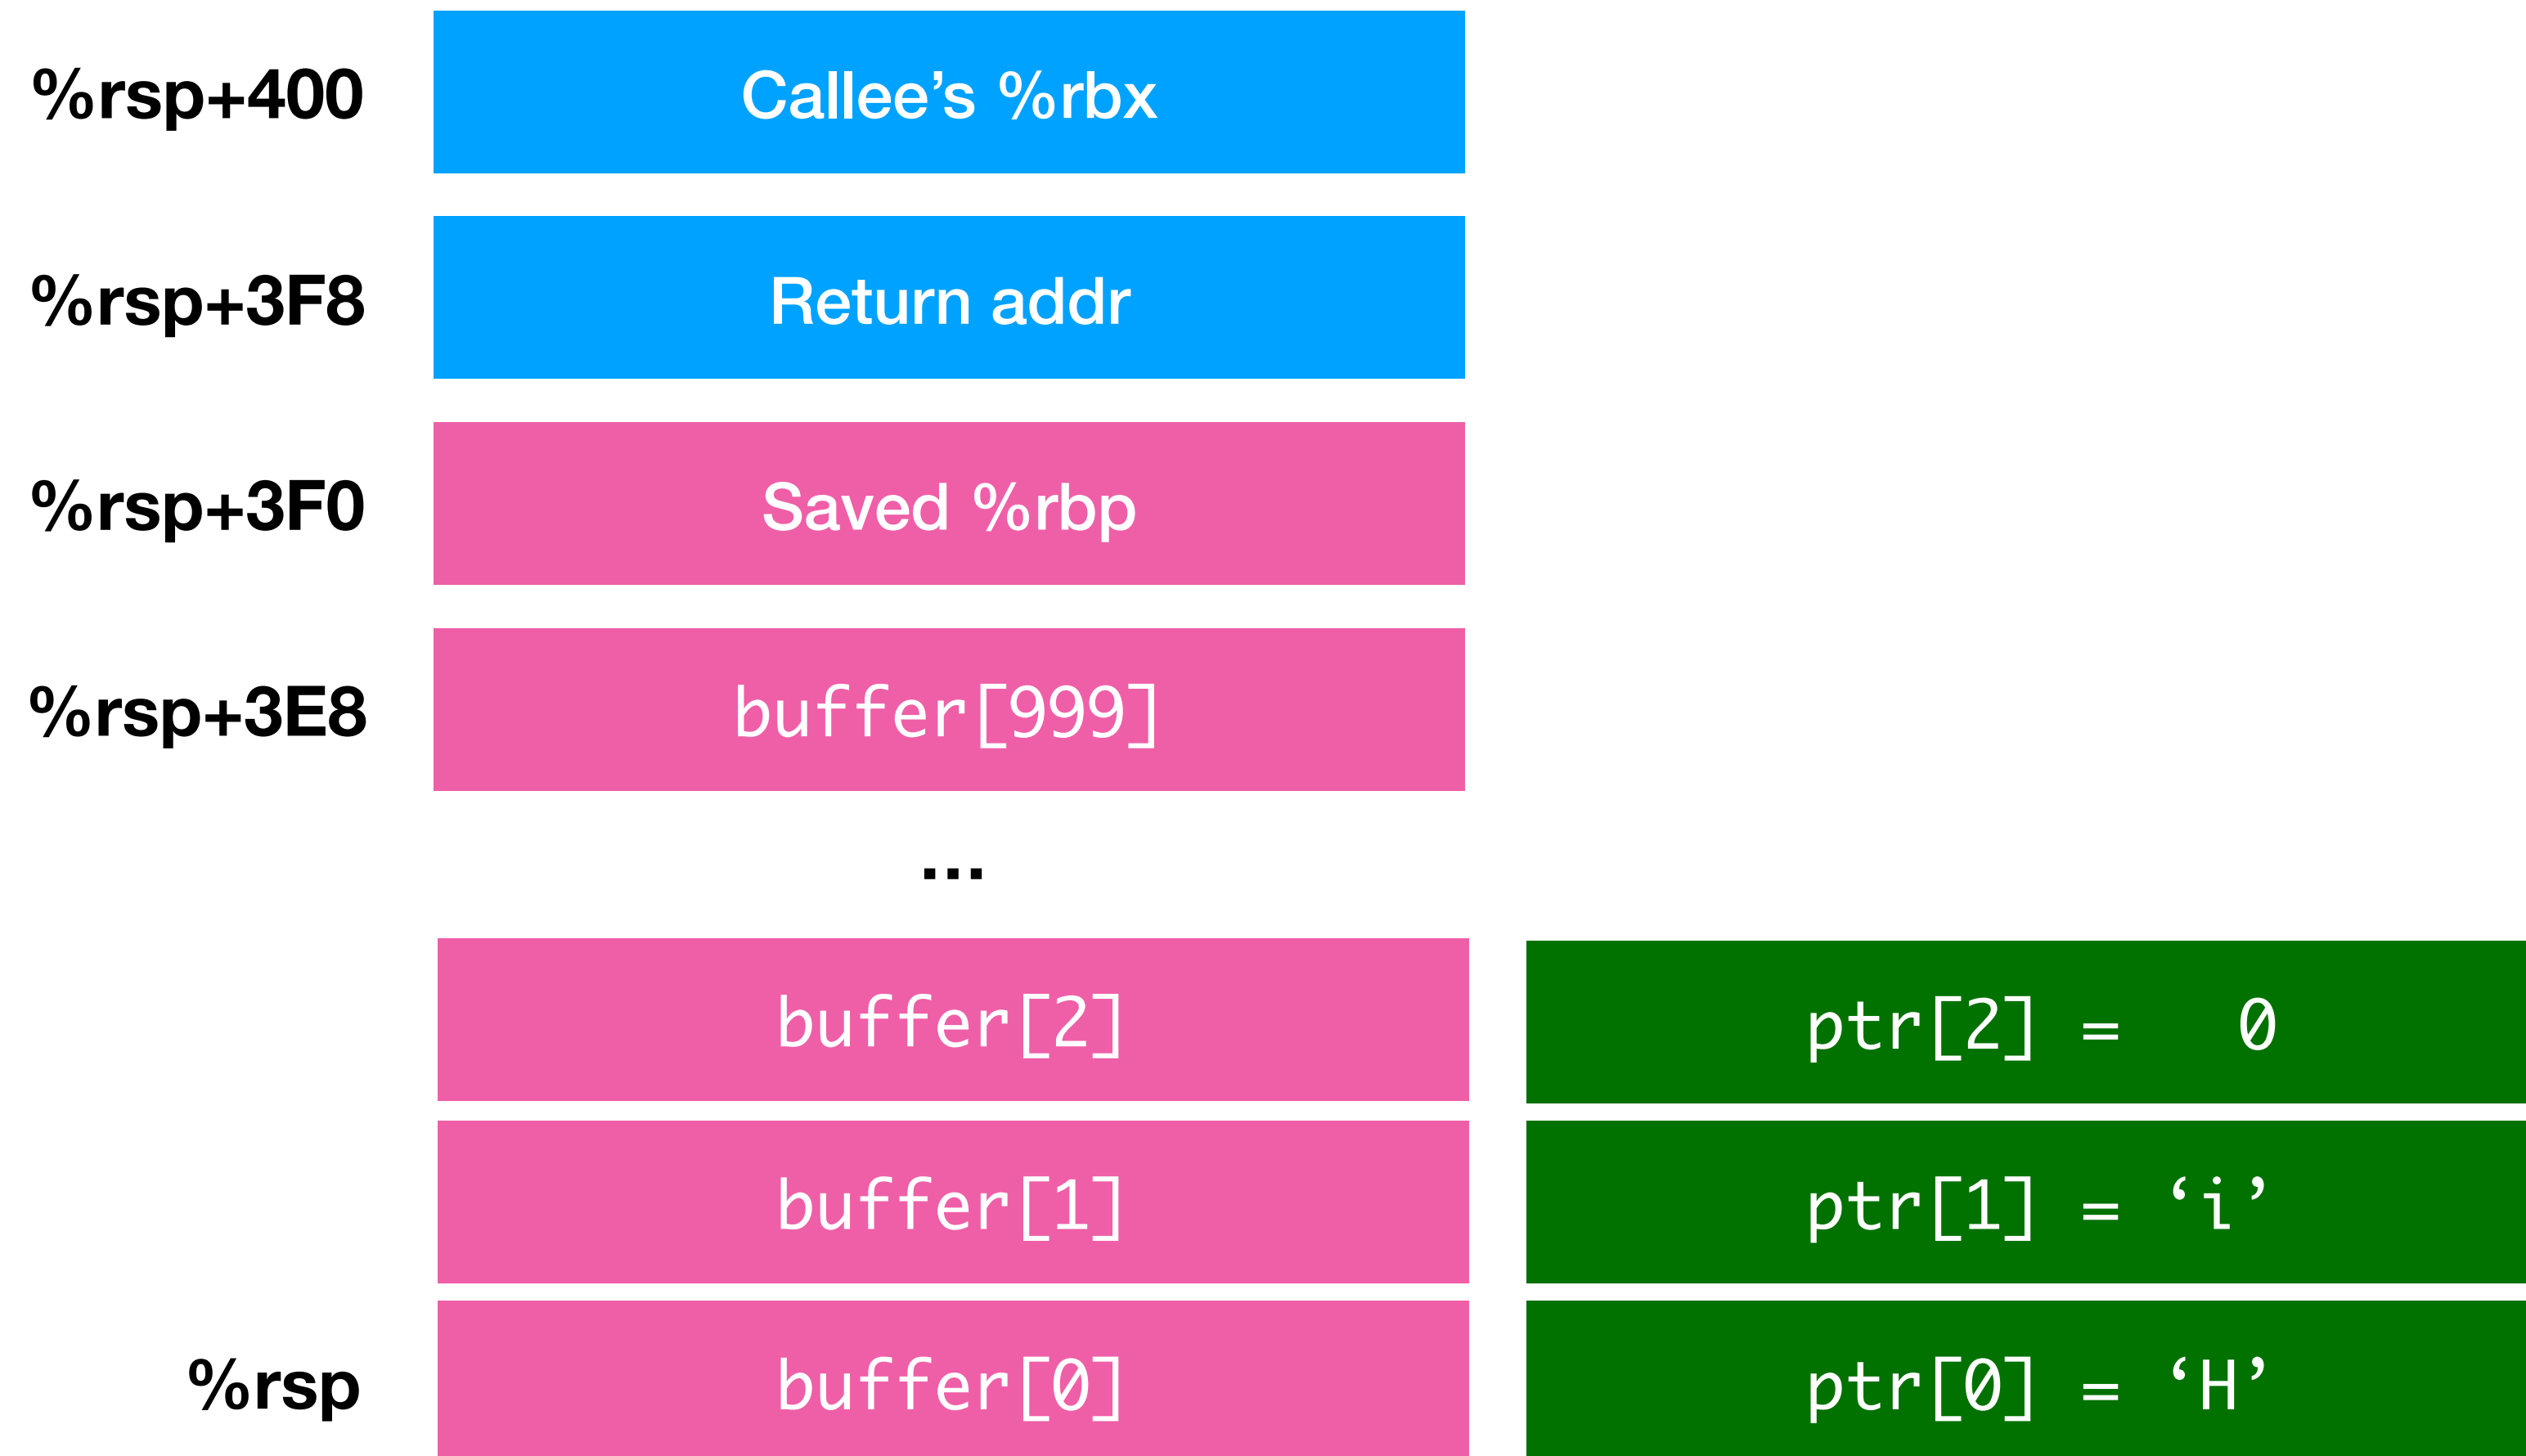 %rsp+400 Callee’s %rbx
%rsp+3F8 Return addr
%rsp+3F0 Saved %rbp
%rsp+3E8 buffer[999]
...
buffer[2] ptr[2] =   0
buffer[1] ptr[1] = ‘i’
%rsp buffer[0] ptr[0] = ‘H’